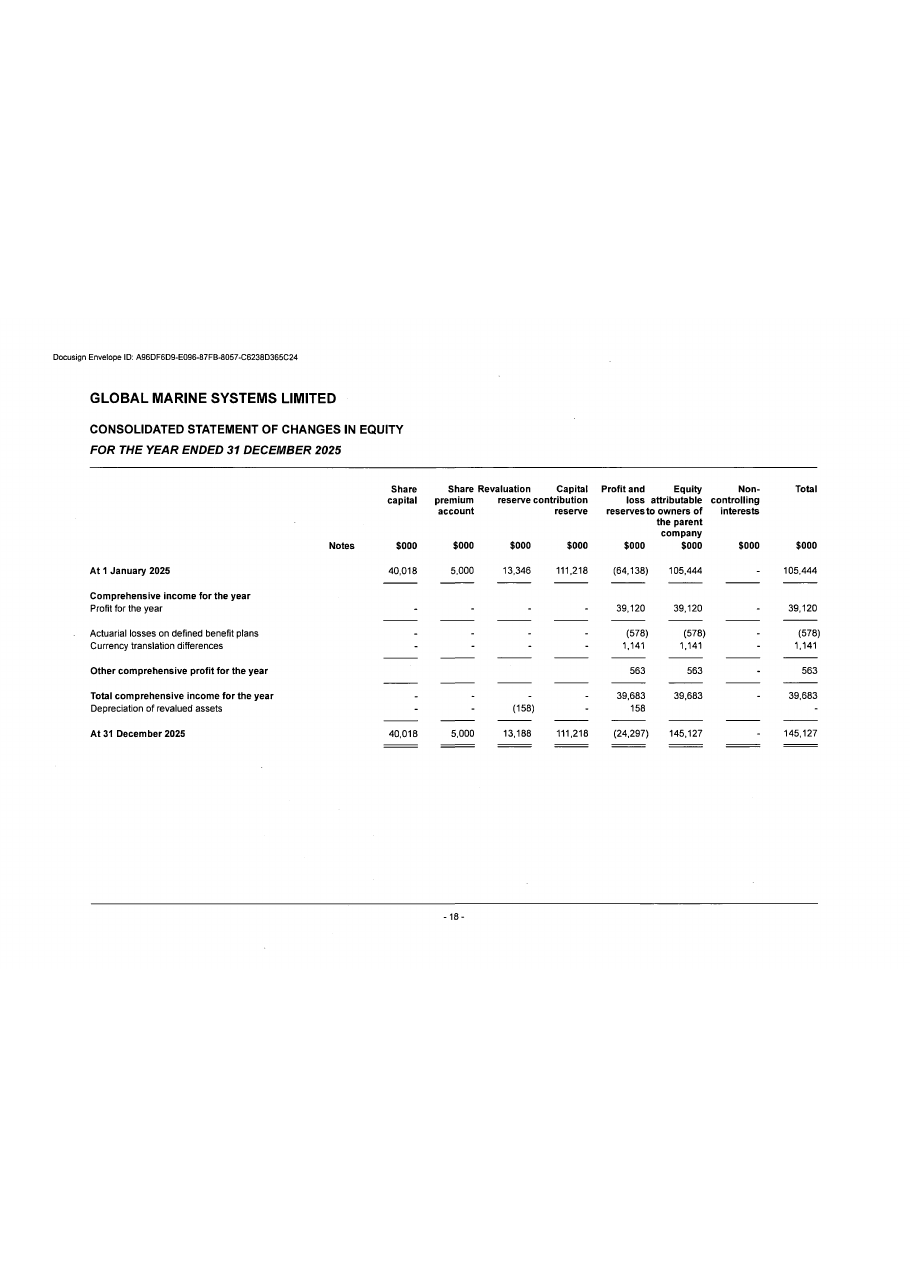 Docusign Envelope ID: A96DF6D9-E096-87FB-8057-C6238D365C24
GLOBAL MARINE SYSTEMS LIMITED
CONSOLIDATED STATEMENT OF CHANGES IN EQUITY
FOR THE YEAR ENDED 31 DECEMBER 2025
Share Share Revaluation Capital Profit and Equity Non- Total
capital premium reserve contribution loss attributable controlling
account reserve reserves to owners of interests
the parent
company
Notes $000 $000 $000 $000 $000 $000 $000 $000
At 1 January 2025 40,018 5,000 13,346 111,218 (64,138) 105,444 - 105,444
Comprehensive income for the year
Profit for the year - - - - 39,120 39,120 - 39,120
Actuarial losses on defined benefit plans - - - - (578) (578) - (578)
Currency translation differences - - - - 1,141 1,141 - 1,141
Other comprehensive profit for the year 563 563 - 563
Total comprehensive income for the year - - - - 39,683 39,683 - 39,683
Depreciation of revalued assets - - (158) - 158 -
At 31 December 2025 40,018 5,000 13,188 111,218 (24,297) 145,127 - 145,127
- 18 -